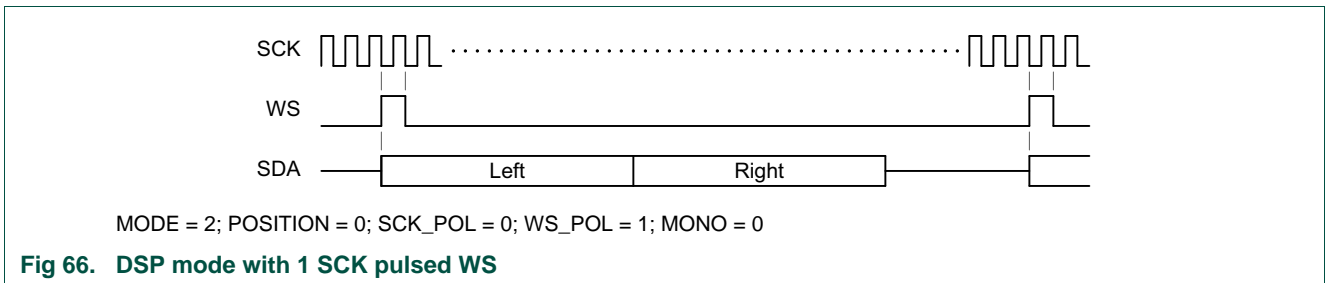 SCK
WS
SDA Left Right
MODE = 2; POSITION = 0; SCK_POL = 0; WS_POL = 1; MONO = 0
Fig 66. DSP mode with 1 SCK pulsed WS